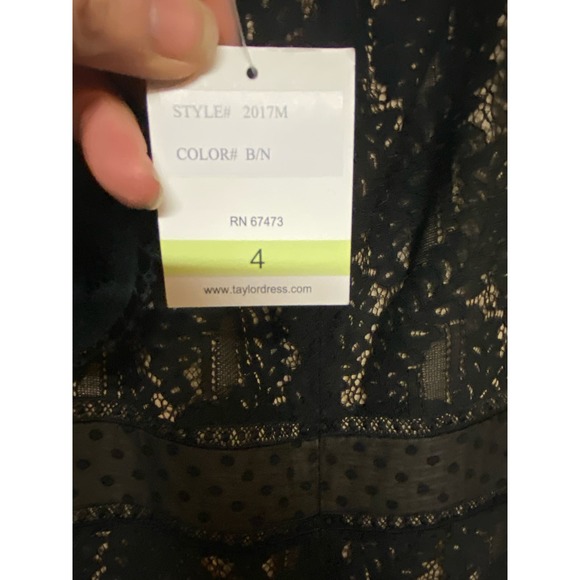 STYLE# 2017M
COLOR# B/N
RN 67473
4
www.taylordress.com